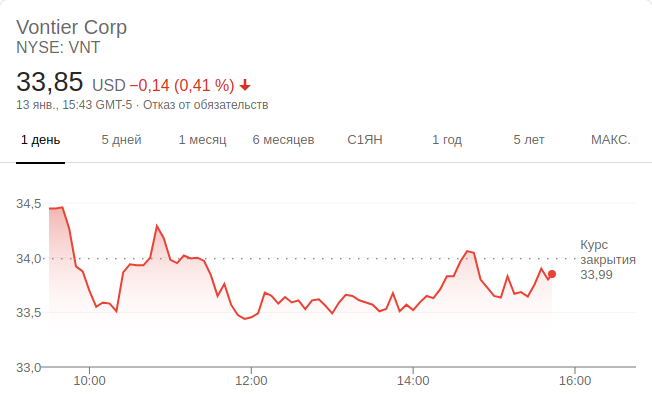 Vontier Corp
NYSE: VNT
33,85 USD −0,14 (0,41 %)
13 янв., 15:43 GMT-5 · Отказ от обязательств
1 день 5 дней 1 месяц 6 месяцев С1ЯН 1 год 5 лет МАКС.
34,5
34,0
33,5
33,0
Курс
закрытия
33,99
10:00 12:00 14:00 16:00